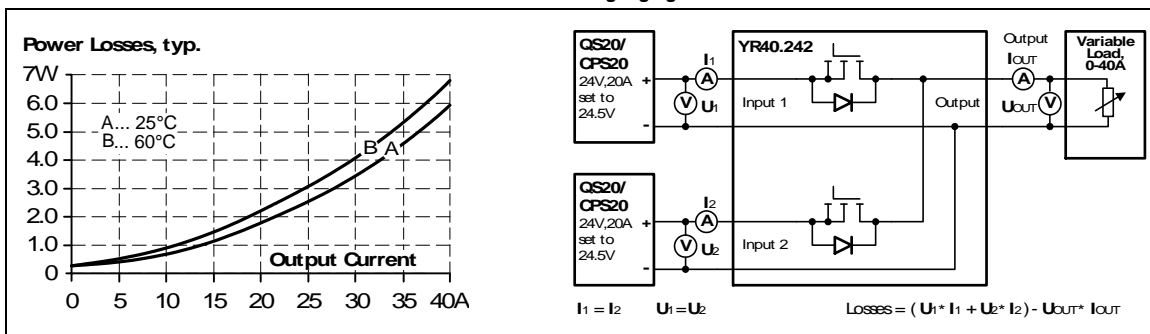 Power Losses, typ.
7W
6.0
5.0
4.0
3.0
2.0
1.0
0
A... 25°C
B... 60°C
B A
Output Current
0 5 10 15 20 25 30 35 40A
QS20/
CPS20
24V,20A
set to
24.5V
+
-
V
U1
I1
A
YR40.242
Input 1
Output
Output
IOUT
A
UOUT
V
Variable
Load,
0-40A
QS20/
CPS20
24V,20A
set to
24.5V
+
-
V
U2
I2
A
Input 2
I1 = I2 U1=U2 Losses = ( U1* I1 + U2* I2) - UOUT* IOUT